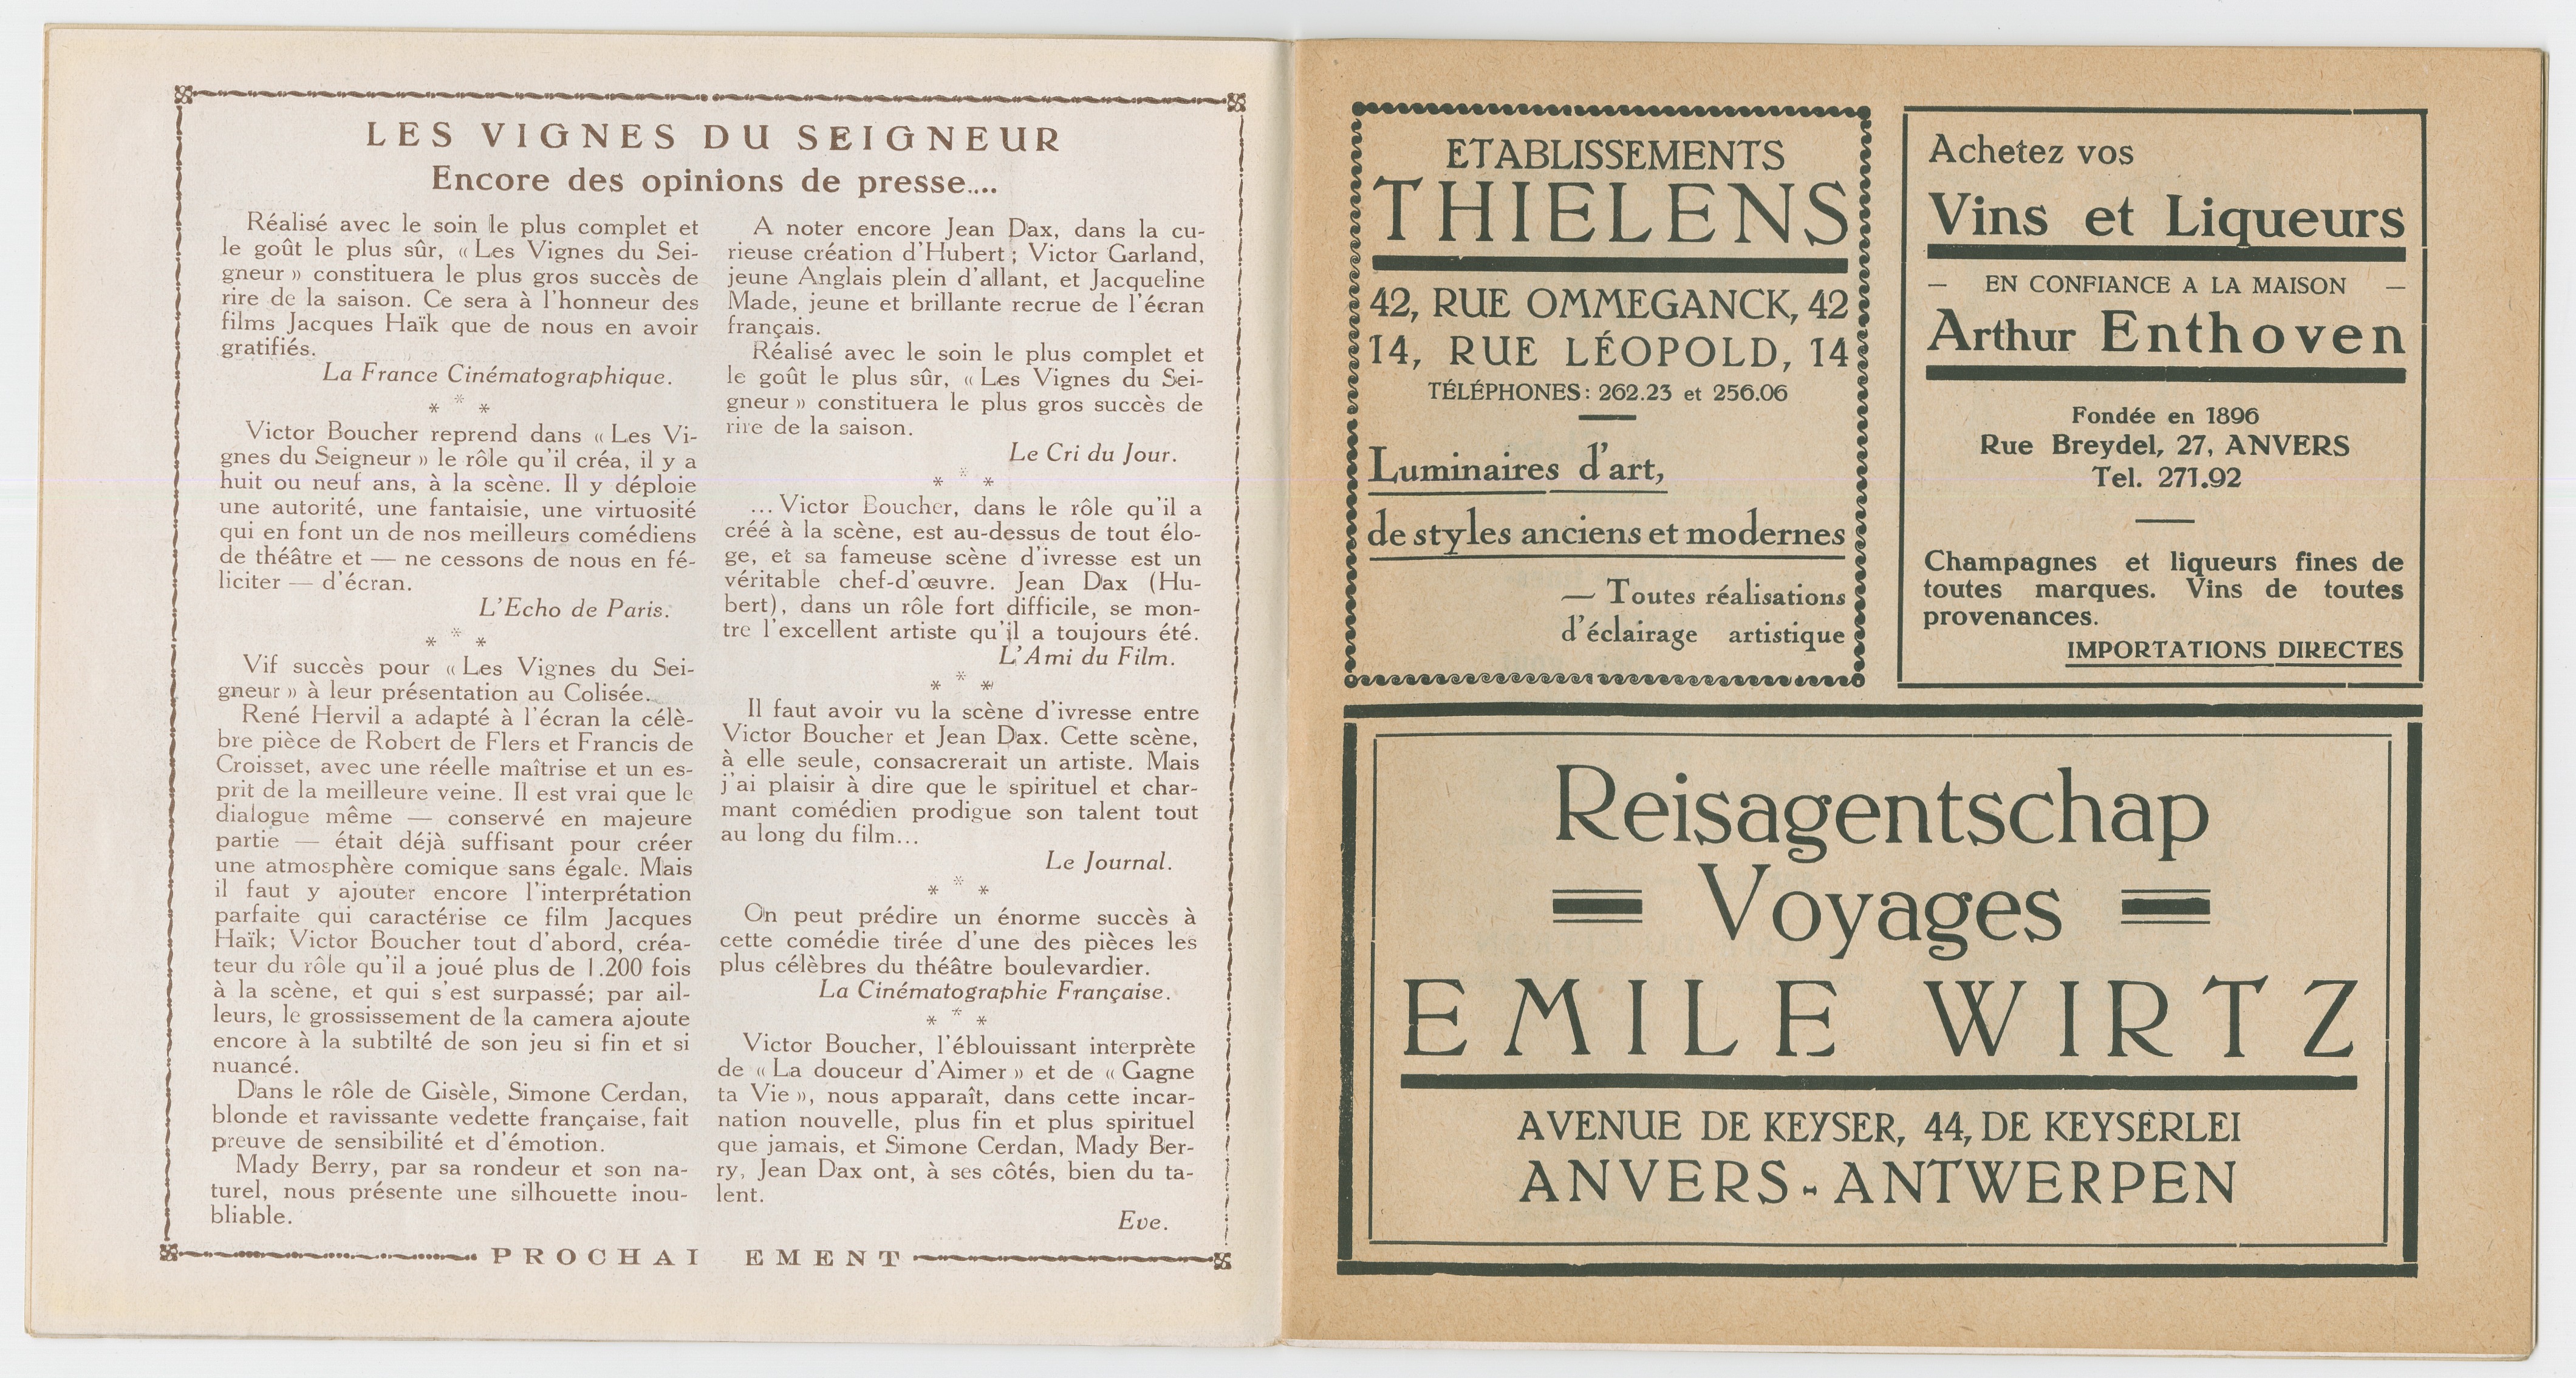 LES VIGNES DU SEIGNEUR
Encore des opinions de presse....
Réalisé avec le soin le plus complet et
le goût le plus sûr, « Les Vignes du Sei-
gneur » constituera le plus gros succès de
rire de la saison. Ce sera à l'honneur des
films Jacques Haïk que de nous en avoir
gratifiés.
La France Cinématographique.
* * *
Victor Boucher reprend dans « Les Vi-
gnes du Seigneur » le rôle qu'il créa, il y a
huit ou neuf ans, à la scène. Il y déploie
une autorité, une fantaisie, une virtuosité
qui en font un de nos meilleurs comédiens
de théâtre et — ne cessons de nous en fé-
liciter — d'écran.
L'Echo de Paris.
* * *
Vif succès pour « Les Vignes du Sei-
gneur » à leur présentation au Colisée.
René Hervil a adapté à l'écran la célè-
bre pièce de Robert de Flers et Francis de
Croisset, avec une réelle maîtrise et un es-
prit de la meilleure veine. Il est vrai que le
dialogue même — conservé en majeure
partie — était déjà suffisant pour créer
une atmosphère comique sans égale. Mais
il faut y ajouter encore l'interprétation
parfaite qui caractérise ce film Jacques
Haïk; Victor Boucher tout d'abord, créa-
teur du rôle qu'il a joué plus de 1.200 fois
à la scène, et qui s'est surpassé; par ail-
leurs, le grossissement de la camera ajoute
encore à la subtilté de son jeu si fin et si
nuancé.
Dans le rôle de Gisèle, Simone Cerdan,
blonde et ravissante vedette française, fait
preuve de sensibilité et d'émotion.
Mady Berry, par sa rondeur et son na-
turel, nous présente une silhouette inou-
bliable.
A noter encore Jean Dax, dans la cu-
rieuse création d'Hubert ; Victor Garland,
jeune Anglais plein d'allant, et Jacqueline
Made, jeune et brillante recrue de l'écran
français.
Réalisé avec le soin le plus complet et
le goût le plus sûr, « Les Vignes du Sei-
gneur » constituera le plus gros succès de
rire de la saison.
Le Cri du Jour.
* * *
... Victor Boucher, dans le rôle qu'il a
créé à la scène, est au-dessus de tout élo-
ge, et sa fameuse scène d'ivresse est un
véritable chef-d'œuvre. Jean Dax (Hu-
bert), dans un rôle fort difficile, se mon-
tre l'excellent artiste qu'il a toujours été.
L'Ami du Film.
* * *
Il faut avoir vu la scène d'ivresse entre
Victor Boucher et Jean Dax. Cette scène,
à elle seule, consacrerait un artiste. Mais
j'ai plaisir à dire que le spirituel et char-
mant comédien prodigue son talent tout
au long du film...
Le Journal.
* * *
On peut prédire un énorme succès à
cette comédie tirée d'une des pièces les
plus célèbres du théâtre boulevardier.
La Cinématographie Française.
* * *
Victor Boucher, l'éblouissant interprète
de « La douceur d'Aimer » et de « Gagne
ta Vie », nous apparaît, dans cette incar-
nation nouvelle, plus fin et plus spirituel
que jamais, et Simone Cerdan, Mady Ber-
ry, Jean Dax ont, à ses côtés, bien du ta-
lent.
Eve.
PROCHAI EMENT
ETABLISSEMENTS
THIELENS
42, RUE OMMEGANCK, 42
14, RUE LÉOPOLD, 14
TÉLÉPHONES: 262.23 et 256.06
Luminaires d'art,
de styles anciens et modernes
— Toutes réalisations
d'éclairage artistique
Achetez vos
Vins et Liqueurs
— EN CONFIANCE A LA MAISON —
Arthur Enthoven
Fondée en 1896
Rue Breydel, 27, ANVERS
Tel. 271.92
Champagnes et liqueurs fines de
toutes marques. Vins de toutes
provenances.
IMPORTATIONS DIRECTES
Reisagentschap
Voyages
EMILE WIRTZ
AVENUE DE KEYSER, 44, DE KEYSERLEI
ANVERS - ANTWERPEN